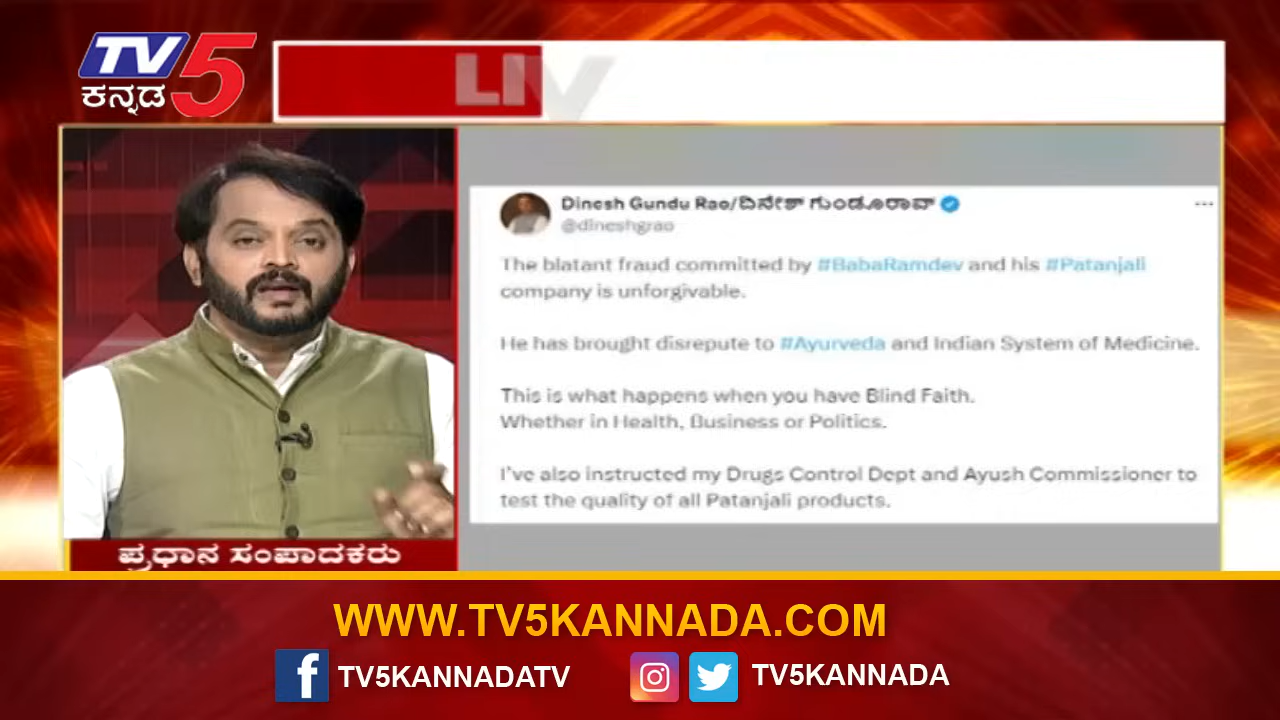 TV5
ಕನ್ನಡ
LIV
Dinesh Gundu Rao/ದಿನೇಶ್ ಗುಂಡೂರಾವ್
@dineshgrao
The blatant fraud committed by #BabaRamdev and his #Patanjali
company is unforgivable.
He has brought disrepute to #Ayurveda and Indian System of Medicine.
This is what happens when you have Blind Faith.
Whether in Health, Business or Politics.
I've also instructed my Drugs Control Dept and Ayush Commissioner to
test the quality of all Patanjali products.
ಪ್ರಧಾನ ಸಂಪಾದಕರು
WWW.TV5KANNADA.COM
TV5KANNADATV
TV5KANNADA